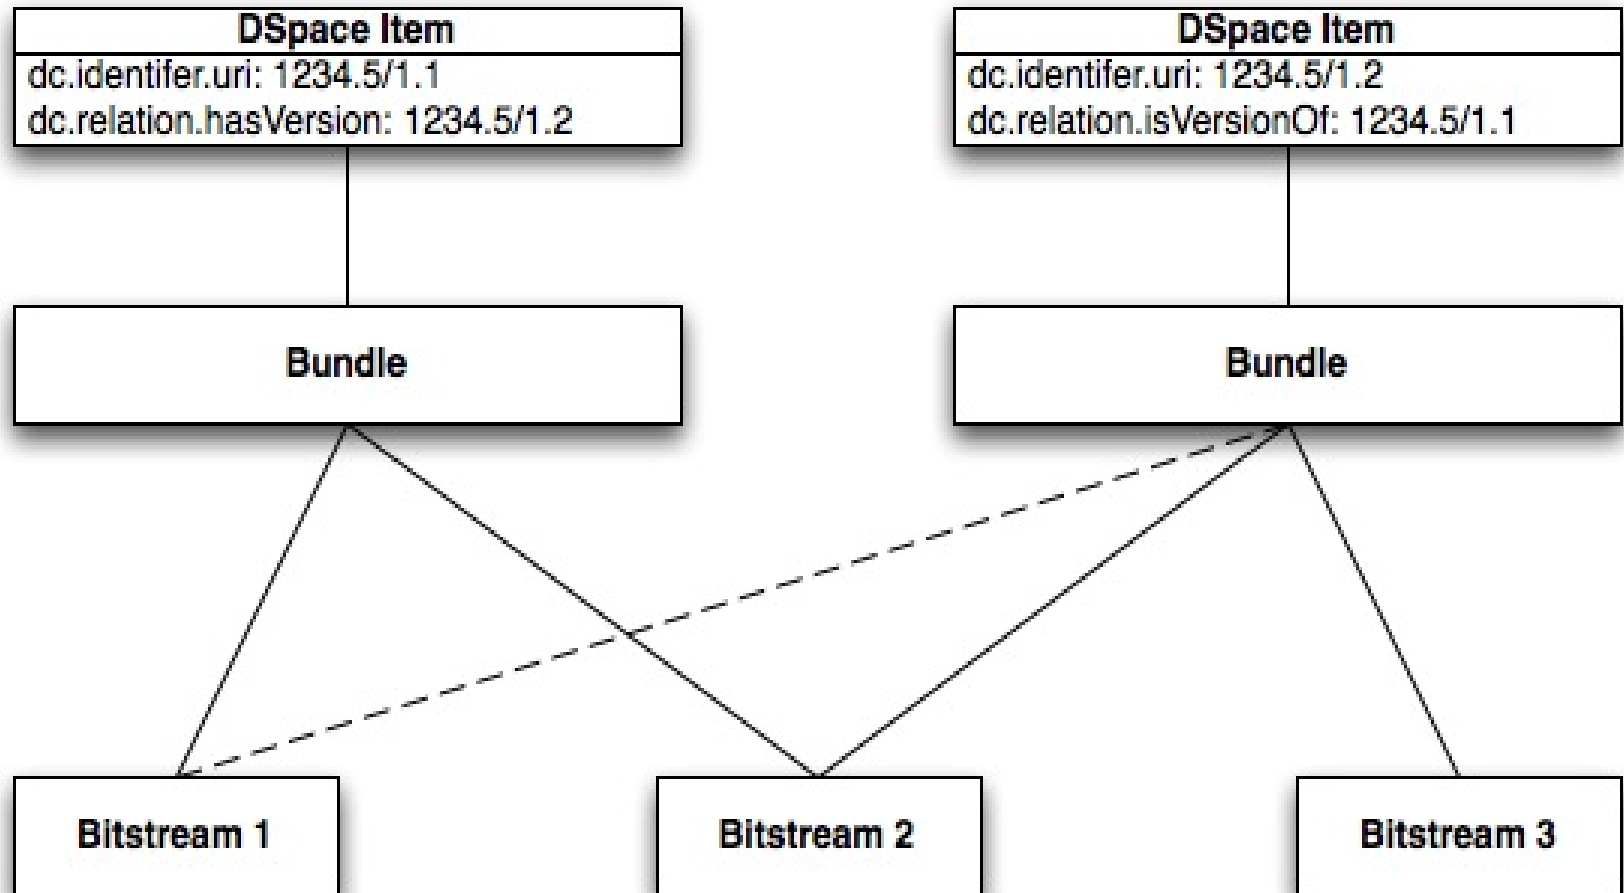 DSpace Item
dc.identifer.uri: 1234.5/1.1
dc.relation.hasVersion: 1234.5/1.2
DSpace Item
dc.identifer.uri: 1234.5/1.2
dc.relation.isVersionOf: 1234.5/1.1
Bundle
Bundle
Bitstream 1
Bitstream 2
Bitstream 3